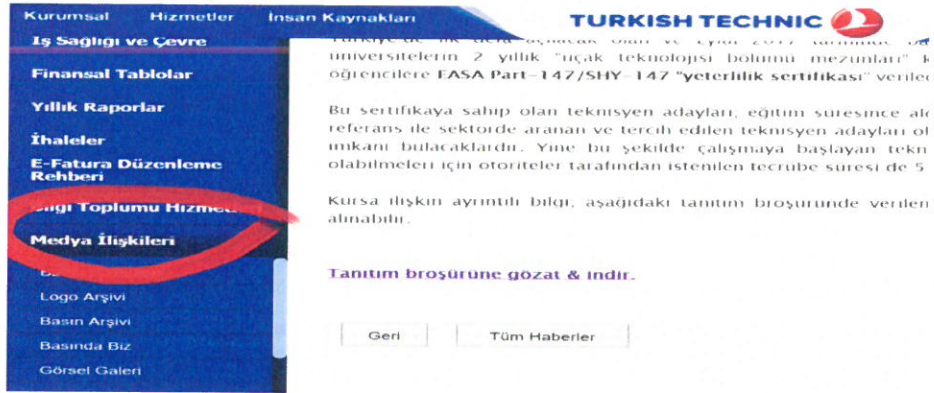 Kurumsal Hizmetler İnsan Kaynakları
TURKISH TECHNIC
İş Sağlığı ve Çevre
Finansal Tablolar
Yıllık Raporlar
İhaleler
E-Fatura Düzenleme
Rehberi
Toplumu
Medya İlişkileri
Logo Arşivi
Basın Arşivi
Basında Biz
Görsel Galeri
üniversitelerin 2 yıllık "uçak teknolojisi bölümü mezunları"
öğrencilere EASA Part-147/SHY-147 "yeterlilik sertifikası"
Bu sertifikaya sahip olan teknisyen adayları, eğitim süresince
referans ile sektörde aranan ve tercih edilen teknisyen adayları
imkanı bulacaklardır. Yine bu şekilde çalışmaya başlayan
olabilmeleri için otoriteler tarafından istenilen tecrübe süresi de 5
Kursa ilişkin ayrıntılı bilgi, aşağıdaki tanıtım broşüründe
alınabilir.
Tanıtım broşürüne gözat & indir.
Geri Tüm Haberler